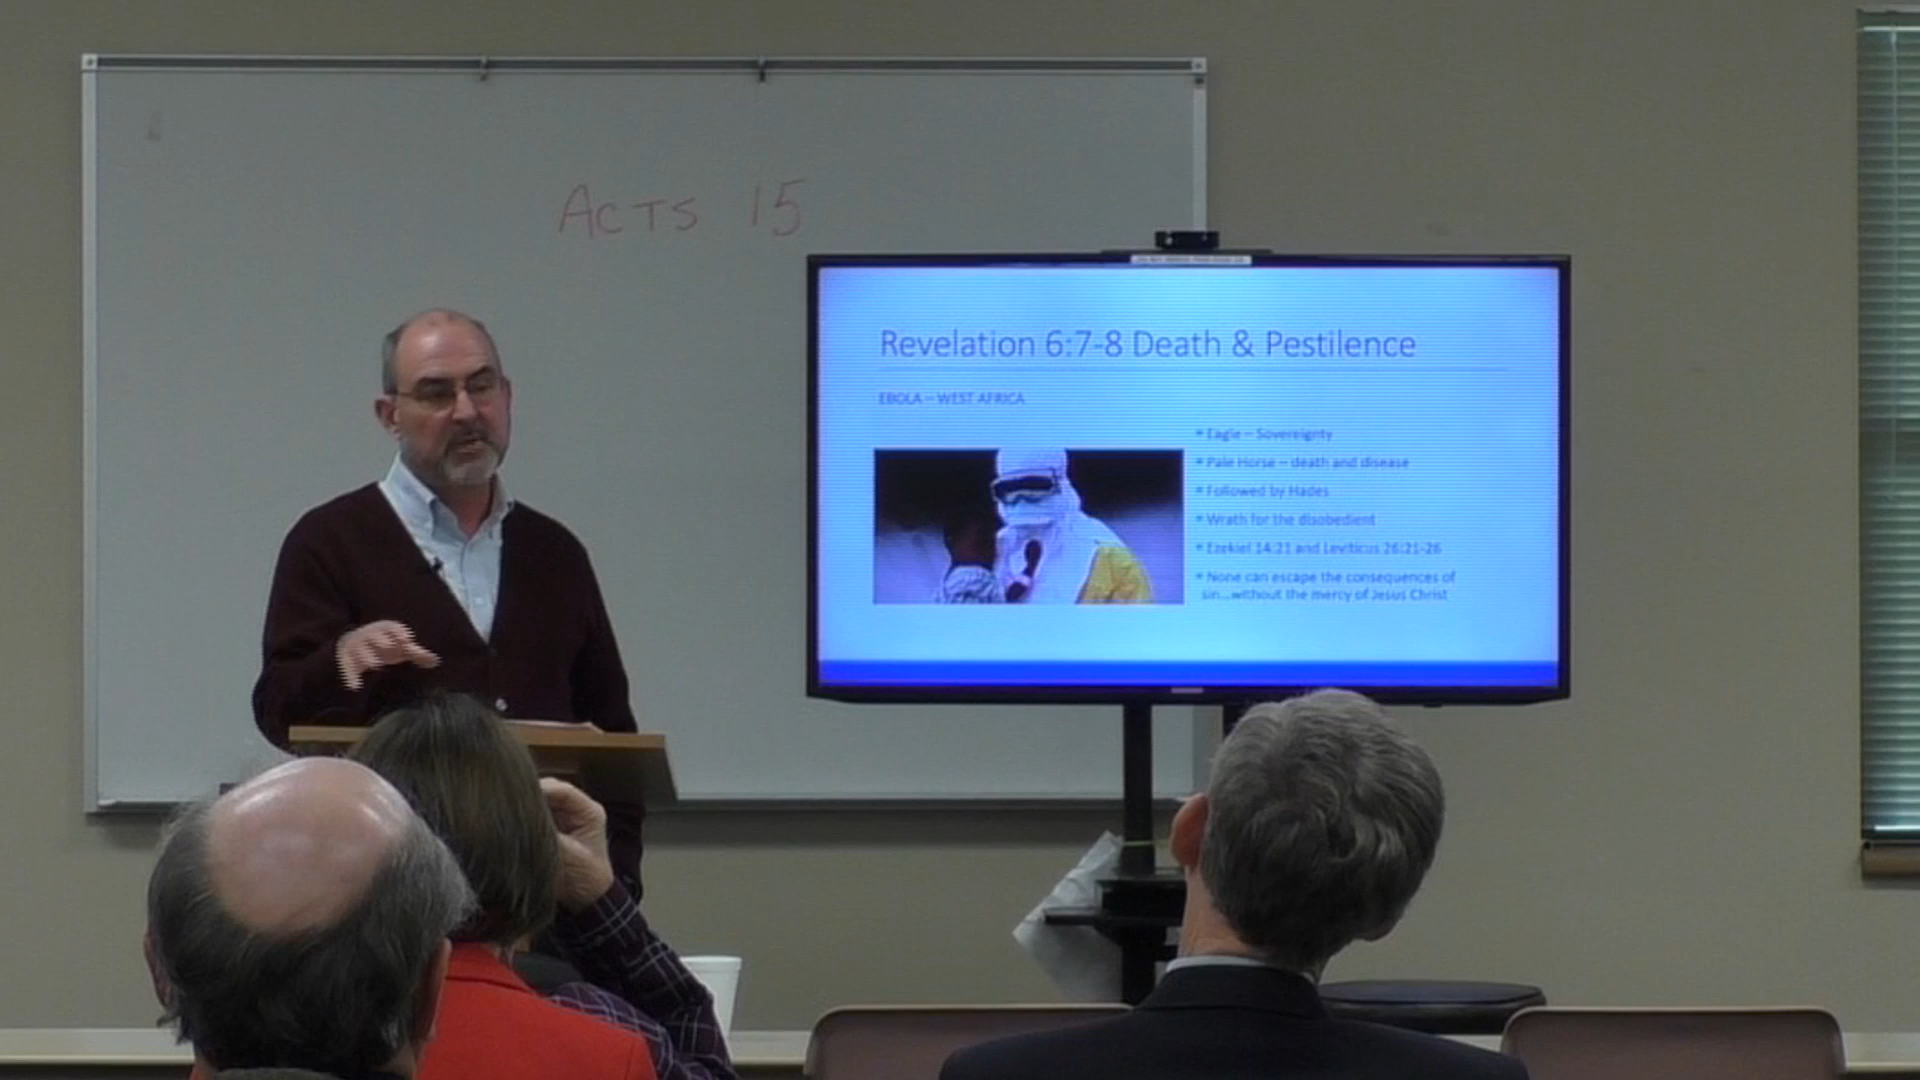 ACTS 15
Revelation 6:7-8 Death & Pestilence
EBOLA – WEST AFRICA
Eagle – Sovereignty
Pale Horse – death and disease
Followed by Hades
Wrath for the disobedient
Ezekiel 14:21 and Leviticus 26:21-26
None can escape the consequences of
sin...without the mercy of Jesus Christ